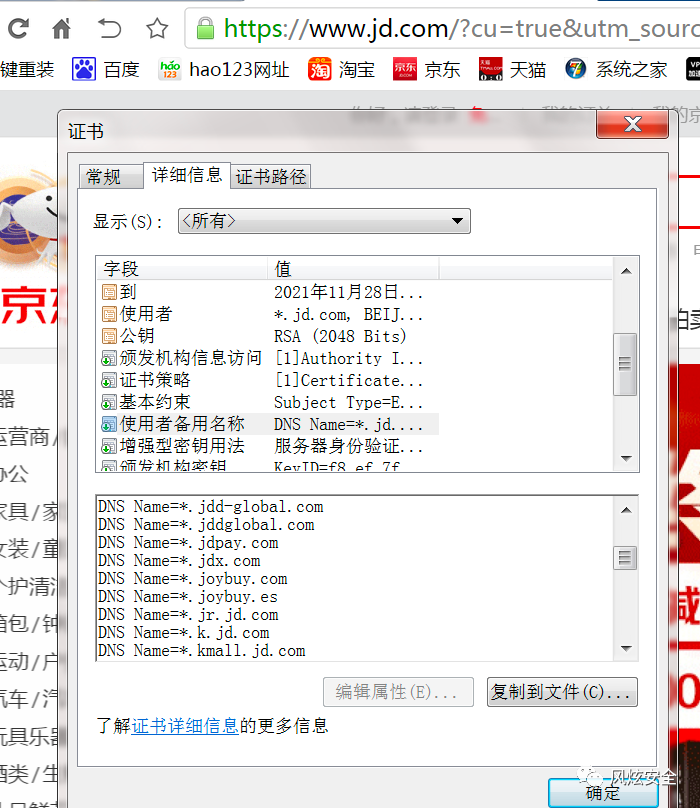 https://www.jd.com/?cu=true&utm_sourc
键重装 百度 hao123网址 淘宝 京东 天猫 系统之家
证书
常规 详细信息 证书路径
显示(S): <所有>
字段 值
到 2021年11月28日...
使用者 *.jd.com, BEIJ...
公钥 RSA (2048 Bits)
颁发机构信息访问 [1]Authority I...
证书策略 [1]Certificate...
基本约束 Subject Type=E...
使用者备用名称 DNS Name=*.jd....
增强型密钥用法 服务器身份验证...
颁发机构密钥 KeyID=f8 ef 7f
DNS Name=*.jdd-global.com
DNS Name=*.jddglobal.com
DNS Name=*.jdpay.com
DNS Name=*.jdx.com
DNS Name=*.joybuy.com
DNS Name=*.joybuy.es
DNS Name=*.jr.jd.com
DNS Name=*.k.jd.com
DNS Name=*.kmall.jd.com
编辑属性(E)... 复制到文件(C)...
了解证书详细信息的更多信息
确定
京东
器
运营商/
办公
家具/家
女装/童
个护清洁
箱包/钟
运动/户
汽车/汽
玩具乐器
酒类/生
拍卖
减
风炫安全